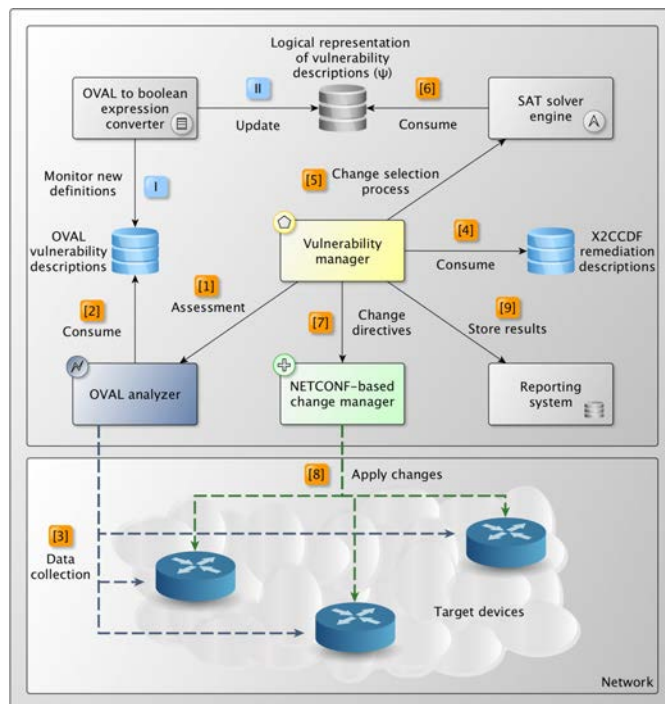 Logical representation
of vulnerability
descriptions (ψ)
OVAL to boolean
expression
converter
II
Update
[6]
Consume
SAT solver
engine
A
Monitor new
definitions
I
[5]
Change selection
process
OVAL
vulnerability
descriptions
Vulnerability
manager
[4]
Consume
X2CCDF
remediation
descriptions
[2]
Consume
[1]
Assessment
[7]
Change
directives
[9]
Store results
OVAL analyzer
NETCONF-based
change manager
Reporting
system
[8]
Apply changes
[3]
Data
collection
Target devices
Network